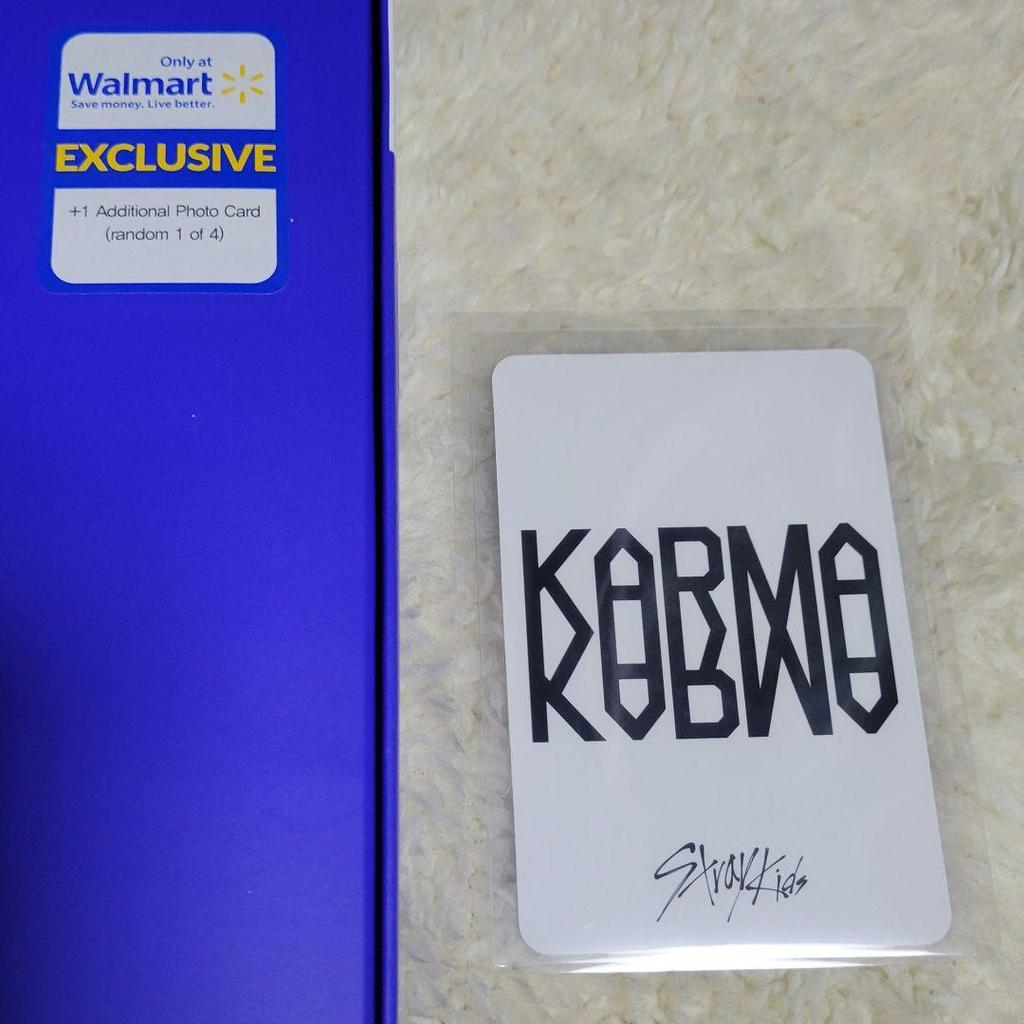 Only at
Walmart
Save money. Live better.
EXCLUSIVE
+1 Additional Photo Card
(random 1 of 4)
KARMA
Stray Kids